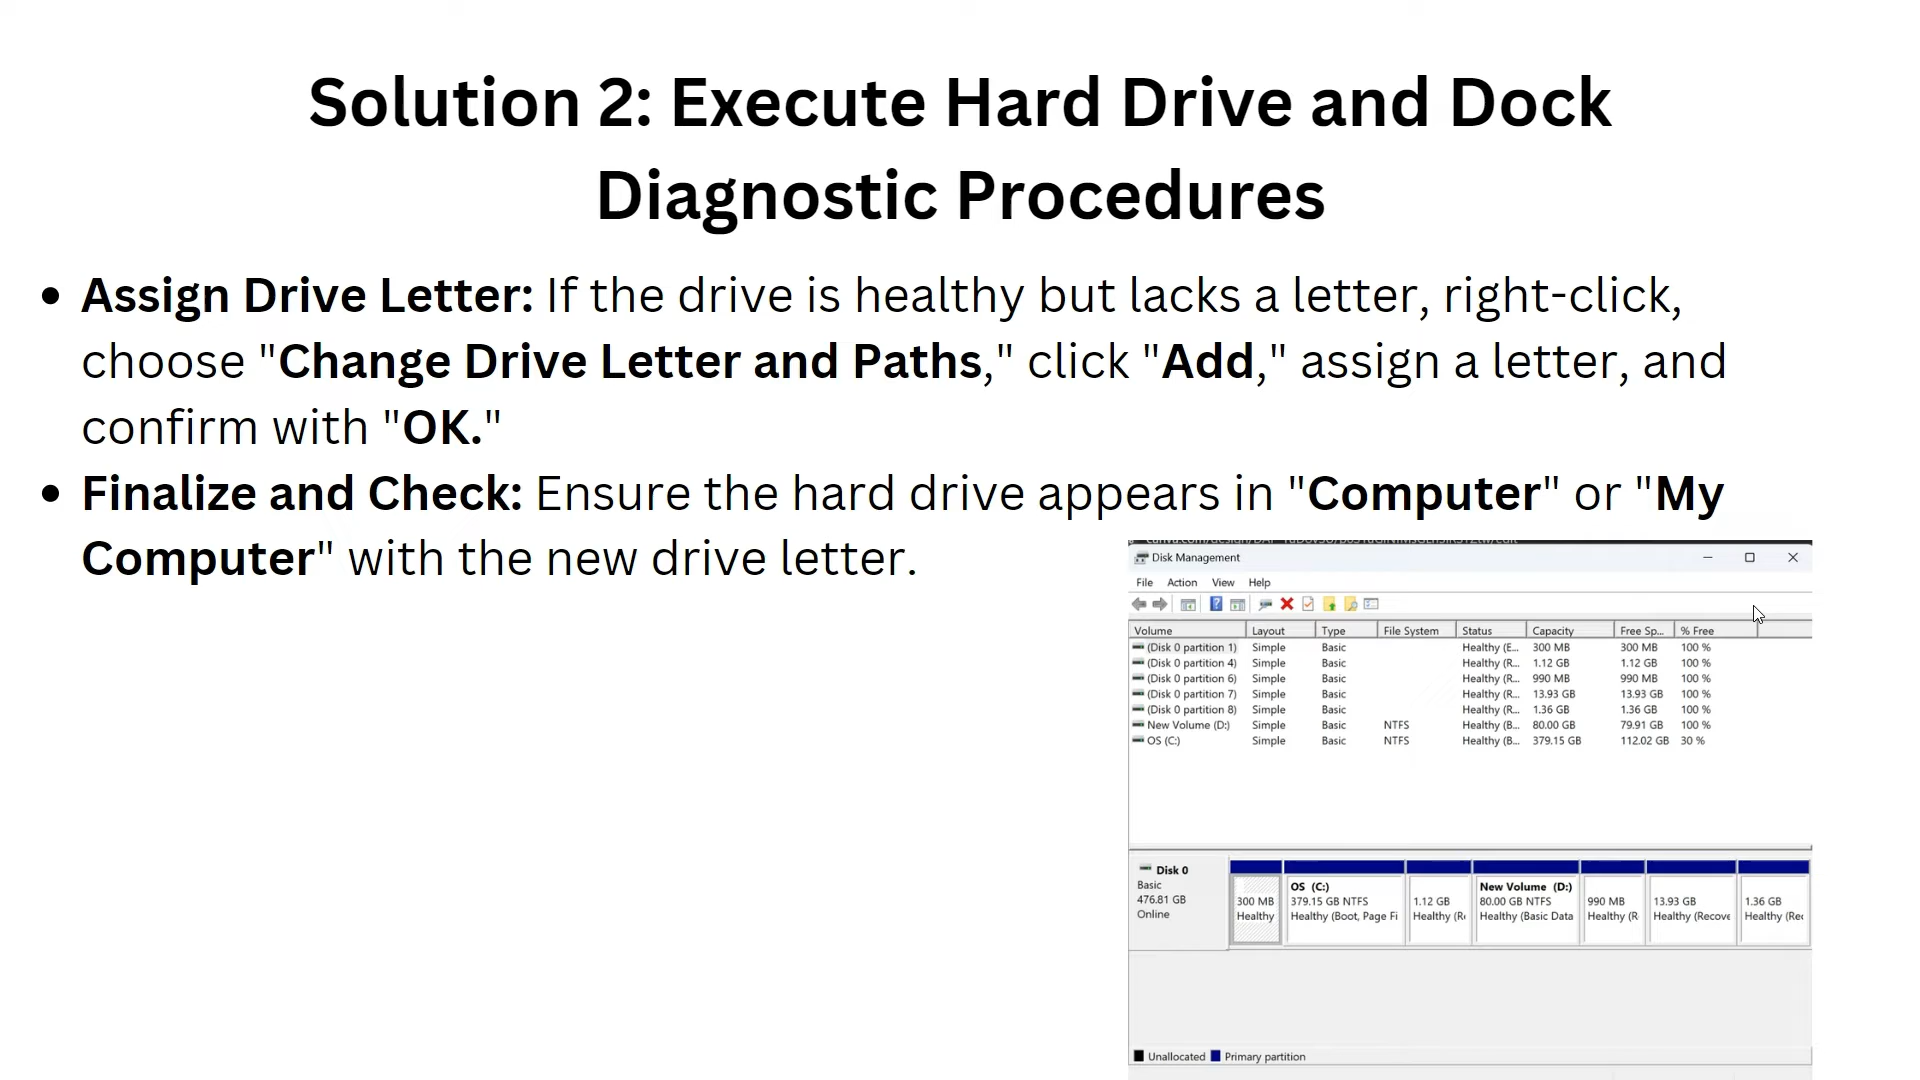 Solution 2: Execute Hard Drive and Dock
Diagnostic Procedures
• Assign Drive Letter: If the drive is healthy but lacks a letter, right-click,
choose "Change Drive Letter and Paths," click "Add," assign a letter, and
confirm with "OK."
• Finalize and Check: Ensure the hard drive appears in "Computer" or "My
Computer" with the new drive letter.
Disk Management
File Action View Help
Volume Layout Type File System Status Capacity Free Sp... % Free
(Disk 0 partition 1) Simple Basic Healthy (E... 300 MB 300 MB 100 %
(Disk 0 partition 4) Simple Basic Healthy (R... 1.12 GB 1.12 GB 100 %
(Disk 0 partition 6) Simple Basic Healthy (R... 990 MB 990 MB 100 %
(Disk 0 partition 7) Simple Basic Healthy (R... 13.93 GB 13.93 GB 100 %
(Disk 0 partition 8) Simple Basic Healthy (R... 1.36 GB 1.36 GB 100 %
New Volume (D:) Simple Basic NTFS Healthy (B... 80.00 GB 79.91 GB 100 %
OS (C:) Simple Basic NTFS Healthy (B... 379.15 GB 112.02 GB 30 %
Disk 0
Basic
476.81 GB
Online
300 MB
Healthy
OS (C:)
379.15 GB NTFS
Healthy (Boot, Page Fi
1.12 GB
Healthy (Re
New Volume (D:)
80.00 GB NTFS
Healthy (Basic Data
990 MB
Healthy (R
13.93 GB
Healthy (Recove
1.36 GB
Healthy (Rec
Unallocated Primary partition